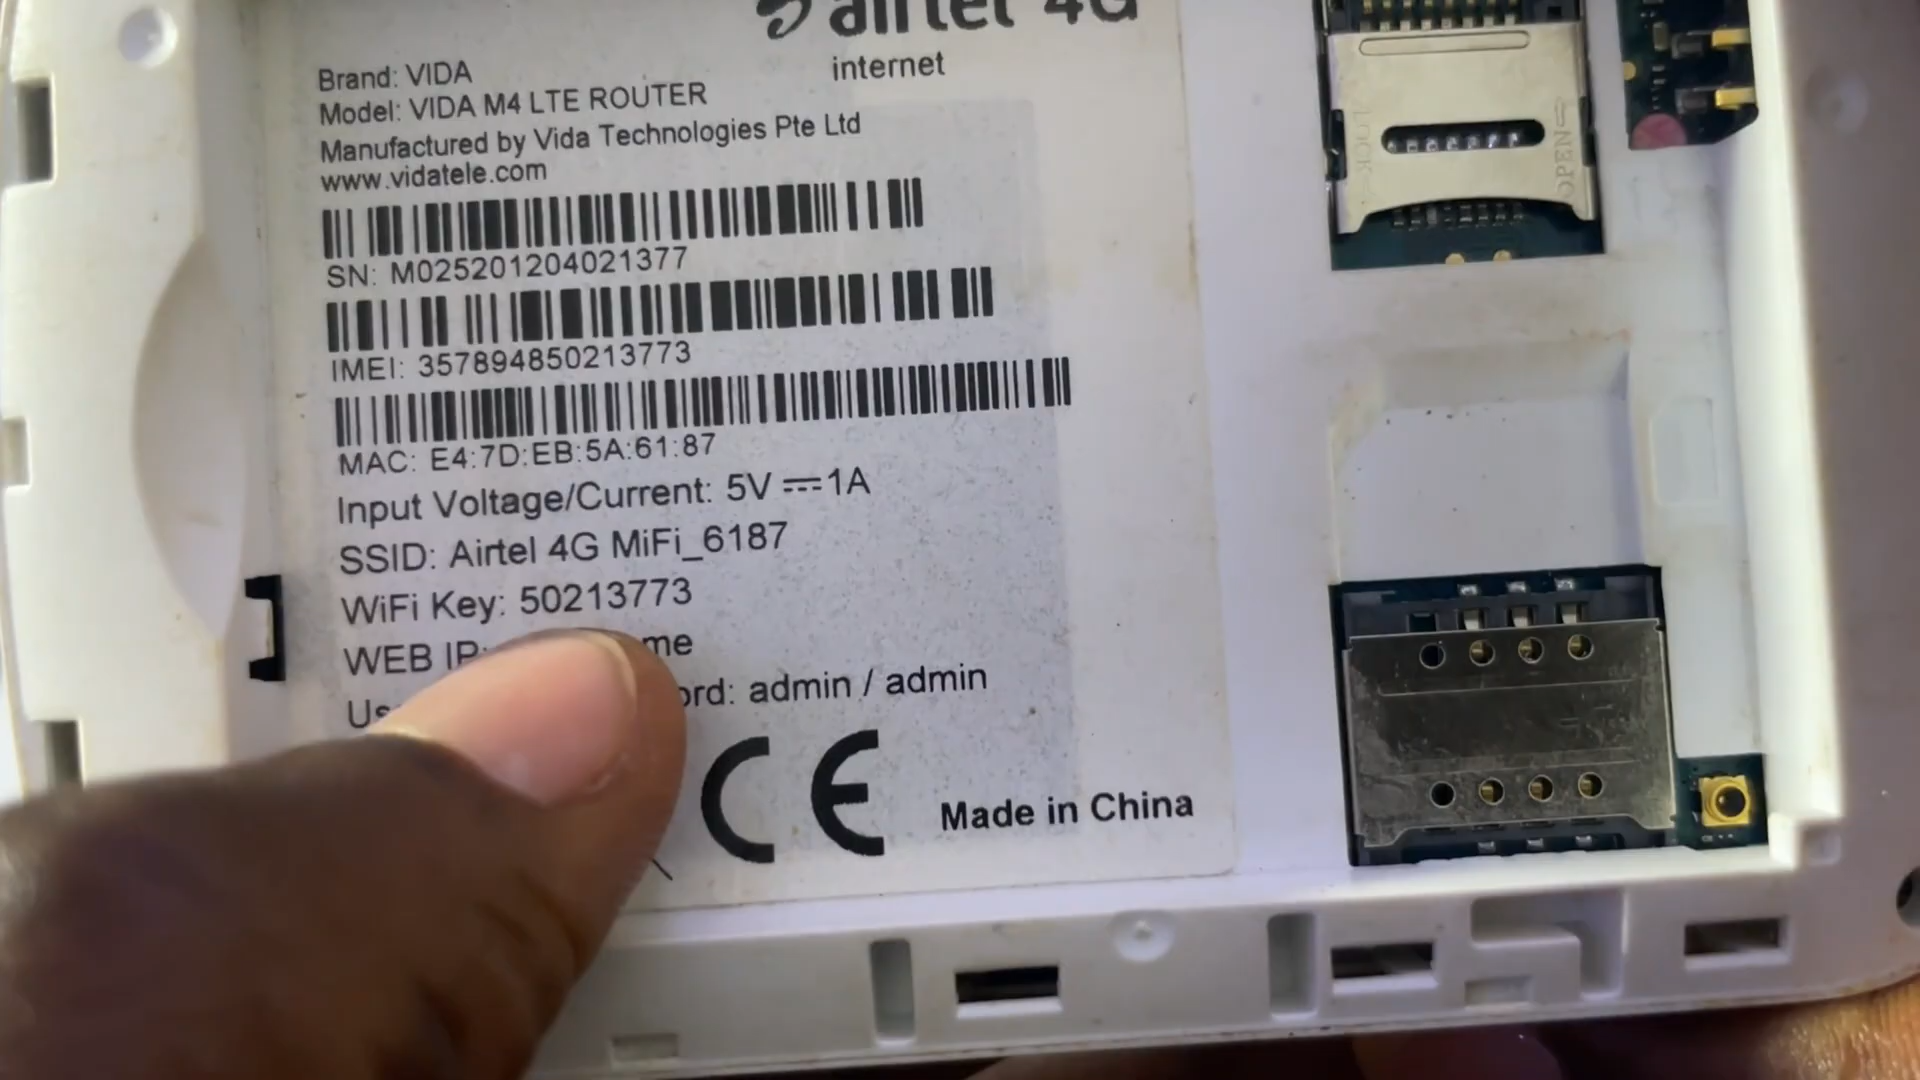 airtel 4G
internet
Brand: VIDA
Model: VIDA M4 LTE ROUTER
Manufactured by Vida Technologies Pte Ltd
www.vidatele.com
SN: M025201204021377
IMEI: 357894850213773
MAC: E4:7D:EB:5A:61:87
Input Voltage/Current: 5V ⎓ 1A
SSID: Airtel 4G MiFi_6187
WiFi Key: 50213773
WEB IP:
admin / admin
CE
Made in China
OPEN
LOCK